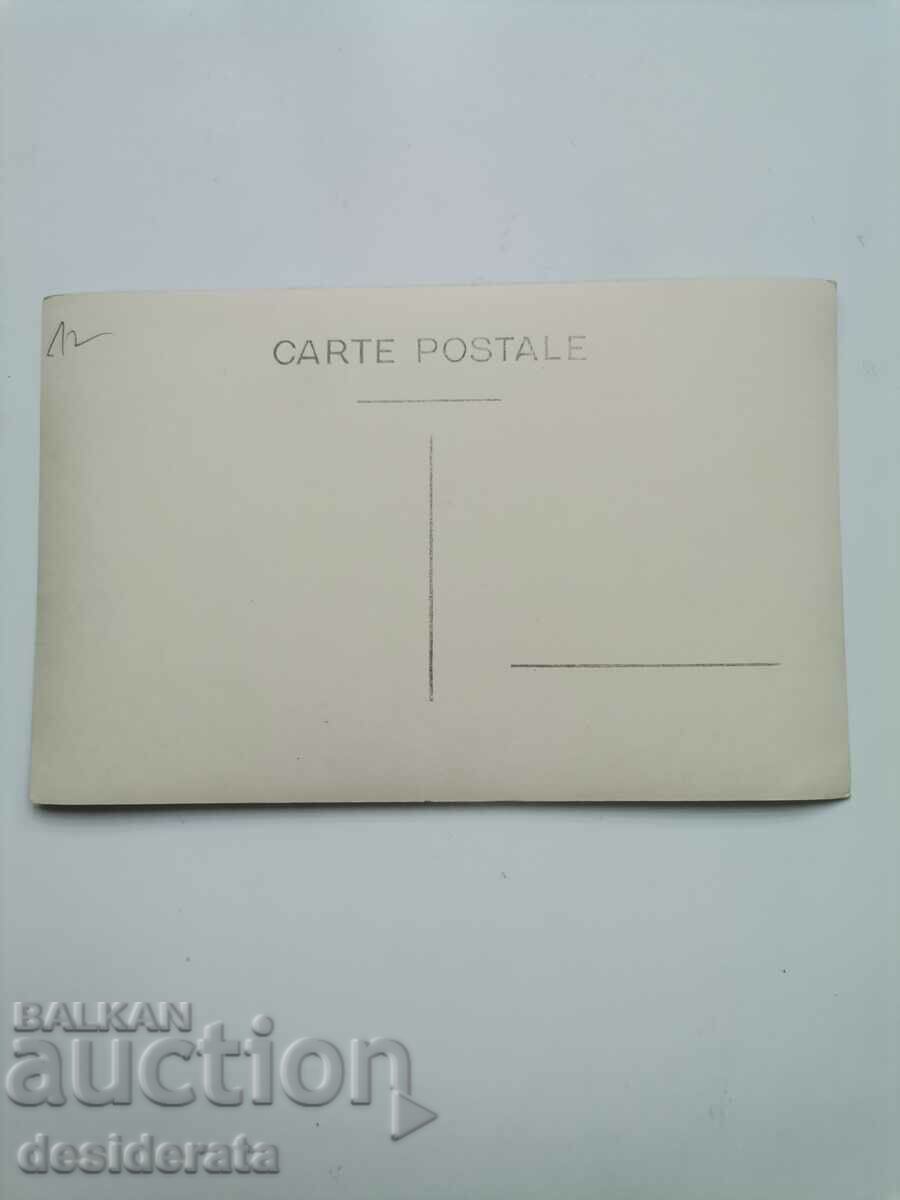 12
CARTE POSTALE
BALKAN
auction
desiderata